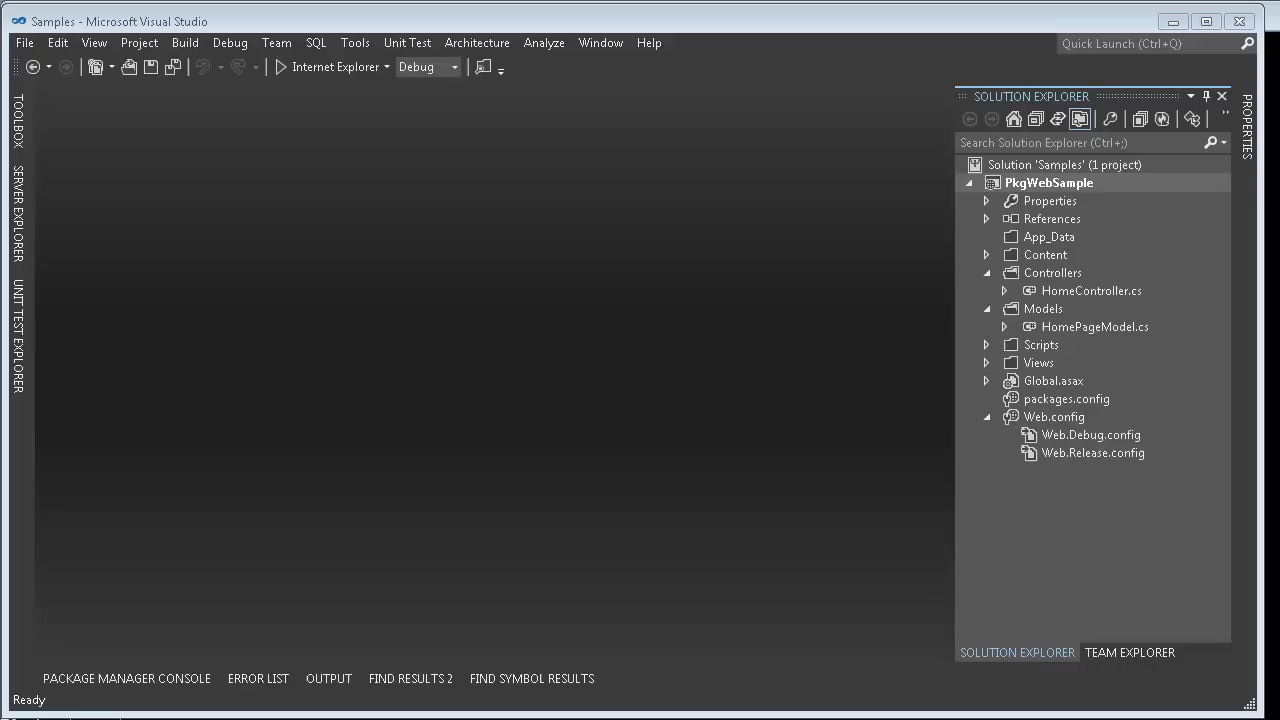 Samples - Microsoft Visual Studio
File Edit View Project Build Debug Team SQL Tools Unit Test Architecture Analyze Window Help
Quick Launch (Ctrl+Q)
Internet Explorer Debug
TOOLBOX
SERVER EXPLORER
UNIT TEST EXPLORER
SOLUTION EXPLORER
Search Solution Explorer (Ctrl+;)
Solution 'Samples' (1 project)
PkgWebSample
Properties
References
App_Data
Content
Controllers
HomeController.cs
Models
HomePageModel.cs
Scripts
Views
Global.asax
packages.config
Web.config
Web.Debug.config
Web.Release.config
SOLUTION EXPLORER TEAM EXPLORER
PROPERTIES
PACKAGE MANAGER CONSOLE ERROR LIST OUTPUT FIND RESULTS 2 FIND SYMBOL RESULTS
Ready